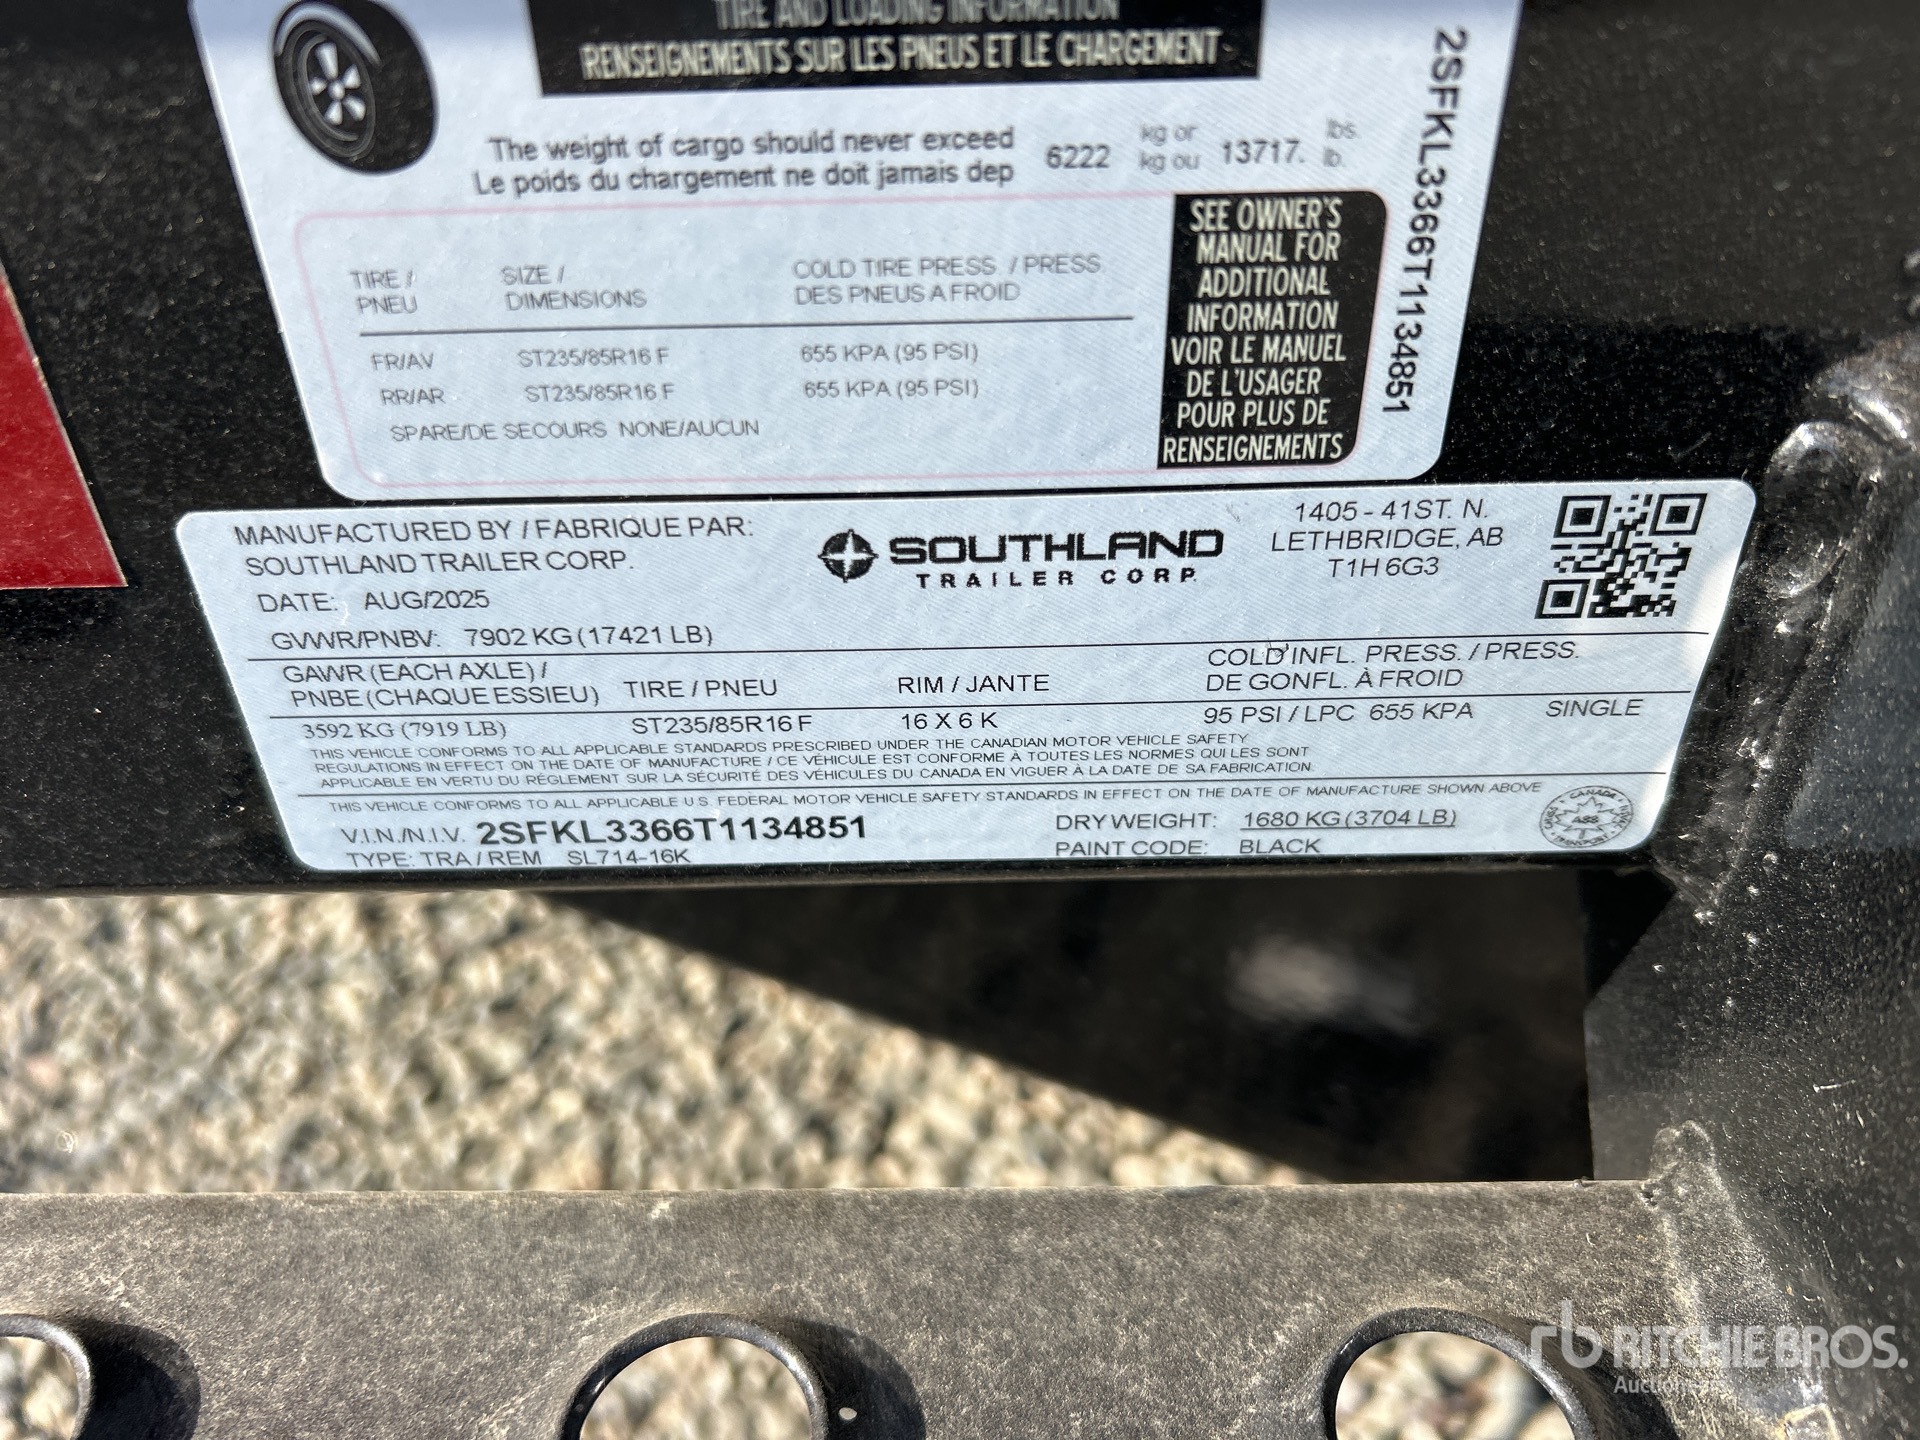 TIRE AND LOADING INFORMATION
RENSEIGNEMENTS SUR LES PNEUS ET LE CHARGEMENT
The weight of cargo should never exceed 6222 kg or 13717. lbs.
Le poids du chargement ne doit jamais dep kg ou lb.
TIRE / SIZE / COLD TIRE PRESS. / PRESS
PNEU DIMENSIONS DES PNEUS A FROID
FR/AV ST235/85R16 F 655 KPA (95 PSI)
RR/AR ST235/85R16 F 655 KPA (95 PSI)
SPARE/DE SECOURS NONE/AUCUN
SEE OWNER'S
MANUAL FOR
ADDITIONAL
INFORMATION
VOIR LE MANUEL
DE L'USAGER
POUR PLUS DE
RENSEIGNEMENTS
2SFKL3366T1134851
MANUFACTURED BY / FABRIQUE PAR:
SOUTHLAND TRAILER CORP.
DATE: AUG/2025
GVWR/PNBV: 7902 KG (17421 LB)
SOUTHLAND
TRAILER CORP.
1405 - 41ST. N.
LETHBRIDGE, AB
T1H 6G3
GAWR (EACH AXLE) /
PNBE (CHAQUE ESSIEU) TIRE / PNEU RIM / JANTE
COLD INFL. PRESS. / PRESS.
DE GONFL. À FROID
3592 KG (7919 LB) ST235/85R16 F 16 X 6 K 95 PSI / LPC 655 KPA SINGLE
THIS VEHICLE CONFORMS TO ALL APPLICABLE STANDARDS PRESCRIBED UNDER THE CANADIAN MOTOR VEHICLE SAFETY
REGULATIONS IN EFFECT ON THE DATE OF MANUFACTURE / CE VÉHICULE EST CONFORME À TOUTES LES NORMES QUI LES SONT
APPLICABLE EN VERTU DU RÈGLEMENT SUR LA SÉCURITÉ DES VÉHICULES DU CANADA EN VIGUER À LA DATE DE SA FABRICATION.
THIS VEHICLE CONFORMS TO ALL APPLICABLE U.S. FEDERAL MOTOR VEHICLE SAFETY STANDARDS IN EFFECT ON THE DATE OF MANUFACTURE SHOWN ABOVE
V.I.N./N.I.V. 2SFKL3366T1134851 DRY WEIGHT: 1680 KG (3704 LB)
TYPE: TRA / REM SL714-16K PAINT CODE: BLACK
CANADA
TRANSPORT
rb RITCHIE BROS.